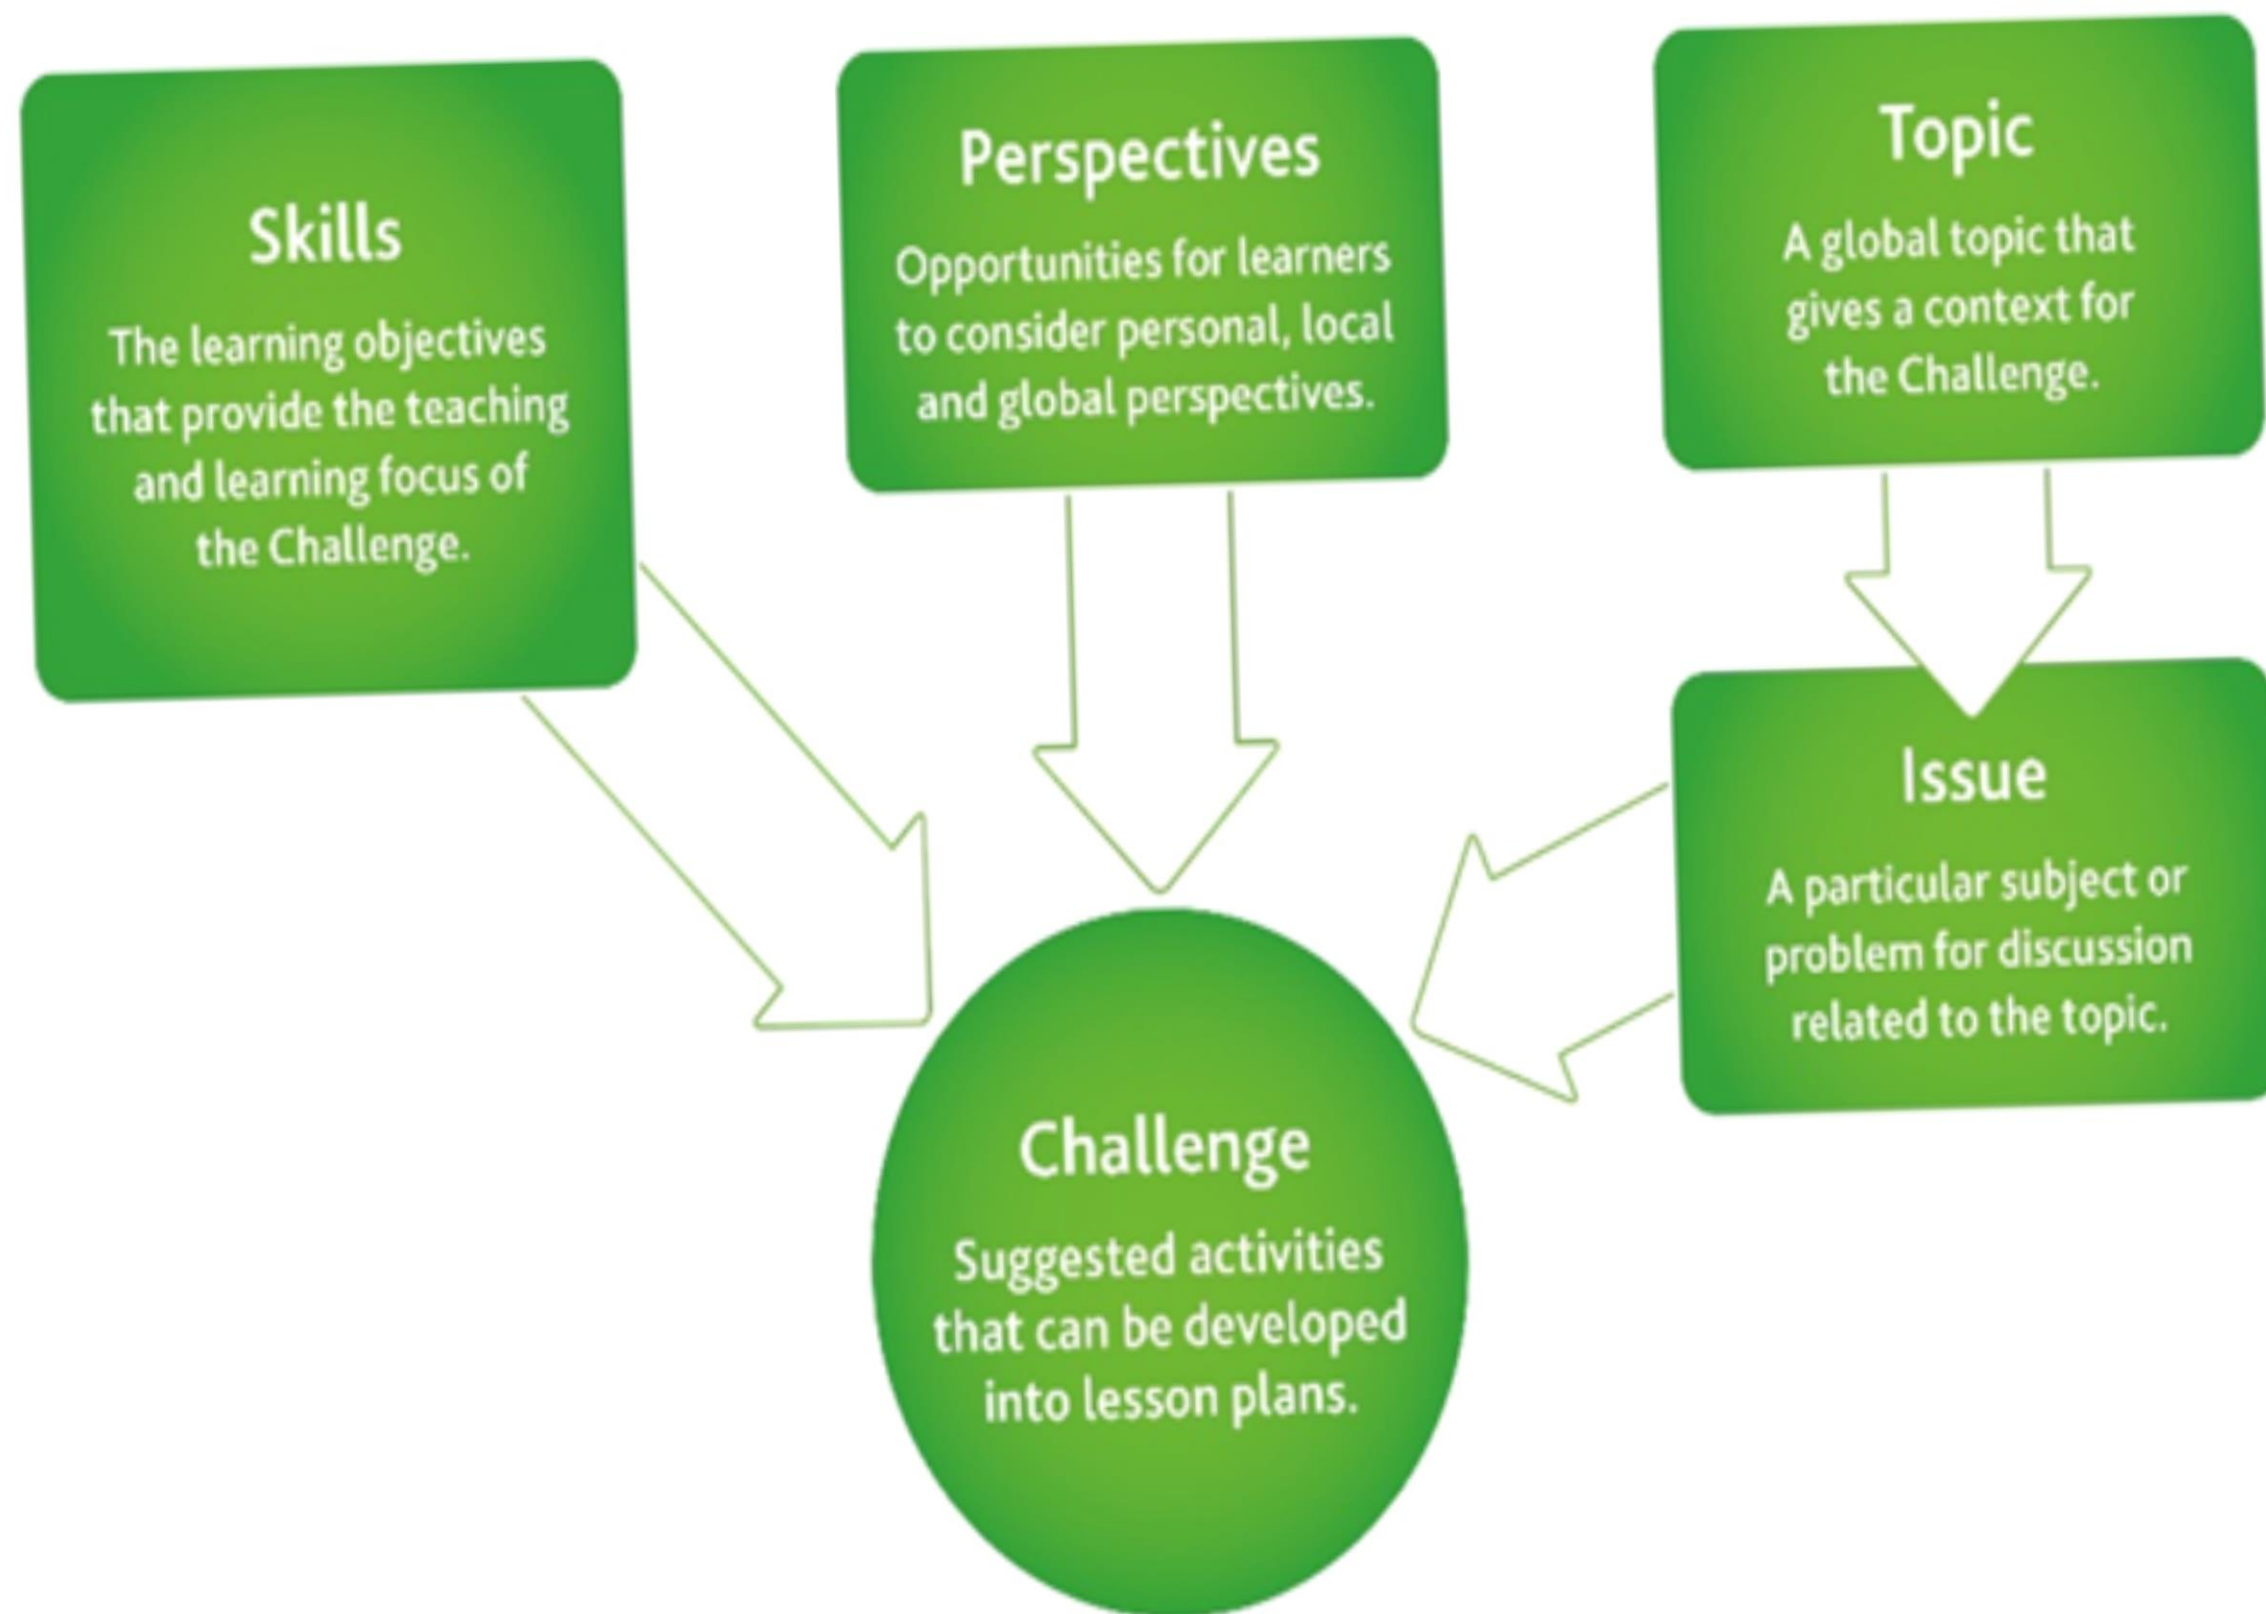 Skills
The learning objectives
that provide the teaching
and learning focus of
the Challenge.
Perspectives
Opportunities for learners
to consider personal, local
and global perspectives.
Topic
A global topic that
gives a context for
the Challenge.
Issue
A particular subject or
problem for discussion
related to the topic.
Challenge
Suggested activities
that can be developed
into lesson plans.